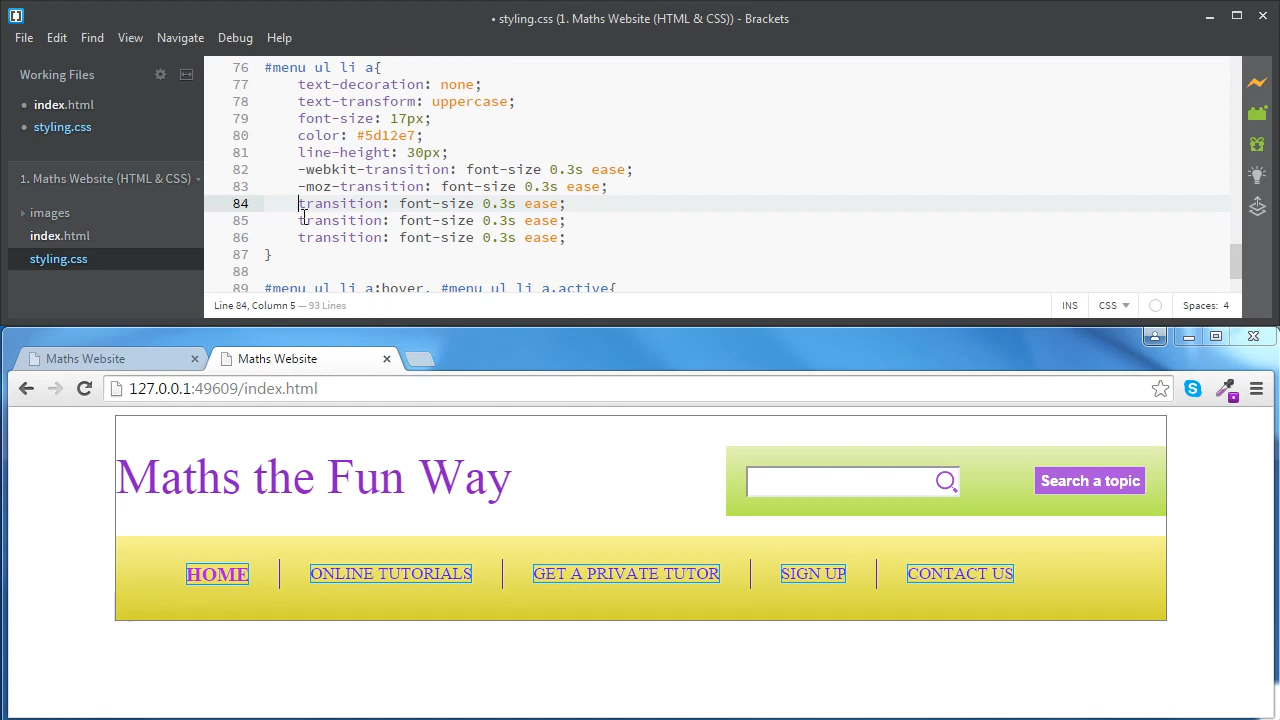 • styling.css (1. Maths Website (HTML & CSS)) - Brackets
File Edit Find View Navigate Debug Help
Working Files
index.html
styling.css
1. Maths Website (HTML & CSS)
images
index.html
styling.css
76 #menu ul li a{
77 text-decoration: none;
78 text-transform: uppercase;
79 font-size: 17px;
80 color: #5d12e7;
81 line-height: 30px;
82 -webkit-transition: font-size 0.3s ease;
83 -moz-transition: font-size 0.3s ease;
84 transition: font-size 0.3s ease;
85 transition: font-size 0.3s ease;
86 transition: font-size 0.3s ease;
87 }
88
89 #menu ul li a:hover, #menu ul li a.active{
Line 84, Column 5 — 93 Lines
INS CSS Spaces: 4
Maths Website
Maths Website
127.0.0.1:49609/index.html
Maths the Fun Way
Search a topic
HOME ONLINE TUTORIALS GET A PRIVATE TUTOR SIGN UP CONTACT US